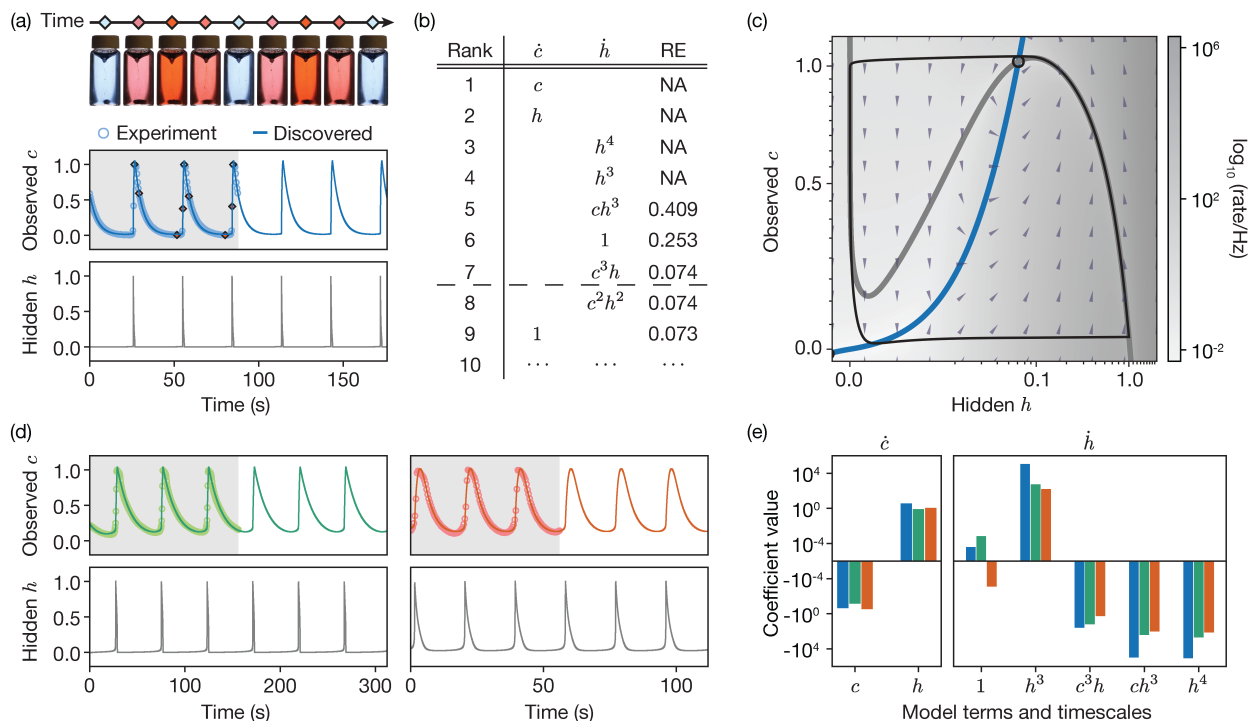 (a)
Time
Experiment
Discovered
Observed c
1.0
0.5
0.0
Hidden h
1.0
0.5
0.0
0
50
100
150
Time (s)
(b)
Rank ċ ḣ RE
1 c NA
2 h NA
3 h⁴ NA
4 h³ NA
5 ch³ 0.409
6 1 0.253
7 c³h 0.074
8 c²h² 0.074
9 1 0.073
10 ... ... ...
(c)
Observed c
1.0
0.5
0.0
0.0
0.1
1.0
Hidden h
10⁶
10²
10⁻²
log₁₀ (rate/Hz)
(d)
Observed c
1.0
0.5
0.0
Hidden h
1.0
0.5
0.0
0
100
200
300
Time (s)
0
50
100
Time (s)
(e)
ċ
ḣ
Coefficient value
10⁴
10⁰
10⁻⁴
-10⁻⁴
-10⁰
-10⁴
c
h
1
h³
c³h
ch³
h⁴
Model terms and timescales